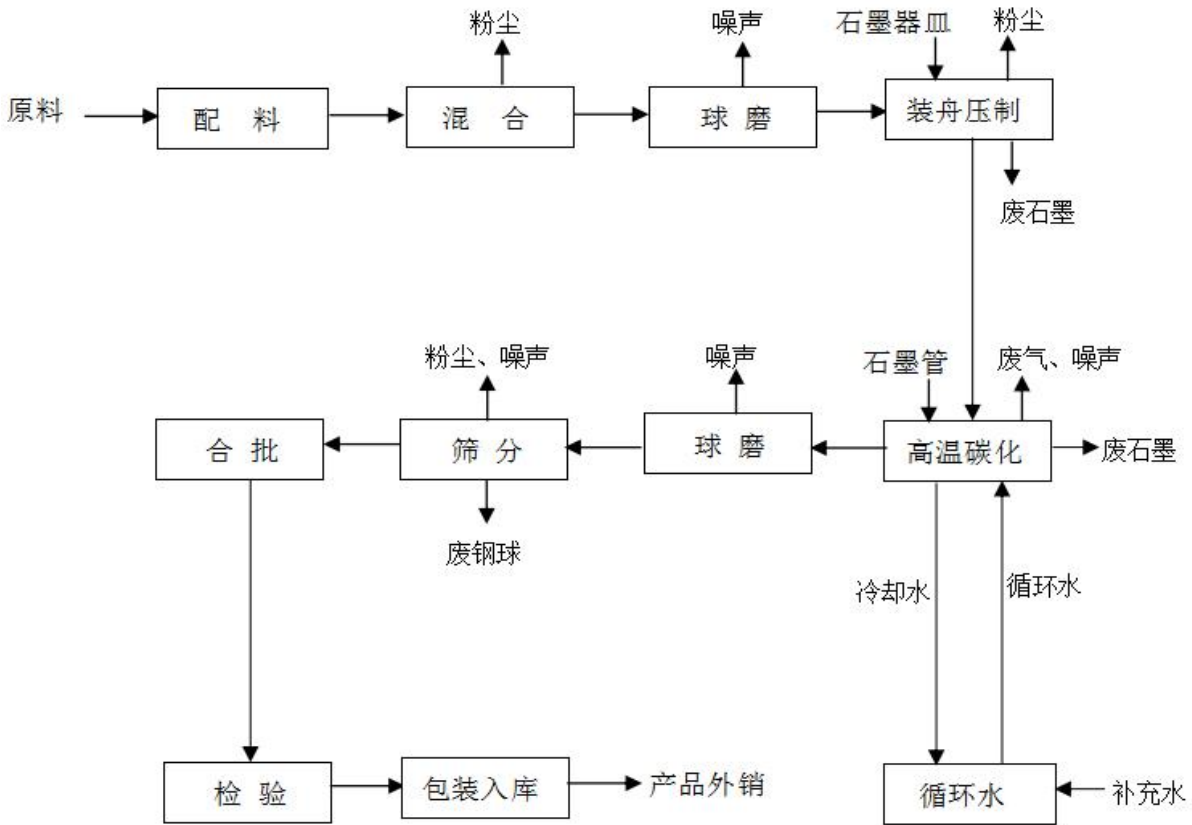 粉尘
噪声
石墨器皿
粉尘
原料
配 料
混 合
球 磨
装舟压制
废石墨
粉尘、噪声
噪声
石墨管
废气、噪声
合 批
筛 分
球 磨
高温碳化
废石墨
废钢球
冷却水
循环水
检 验
包装入库
产品外销
循环水
补充水